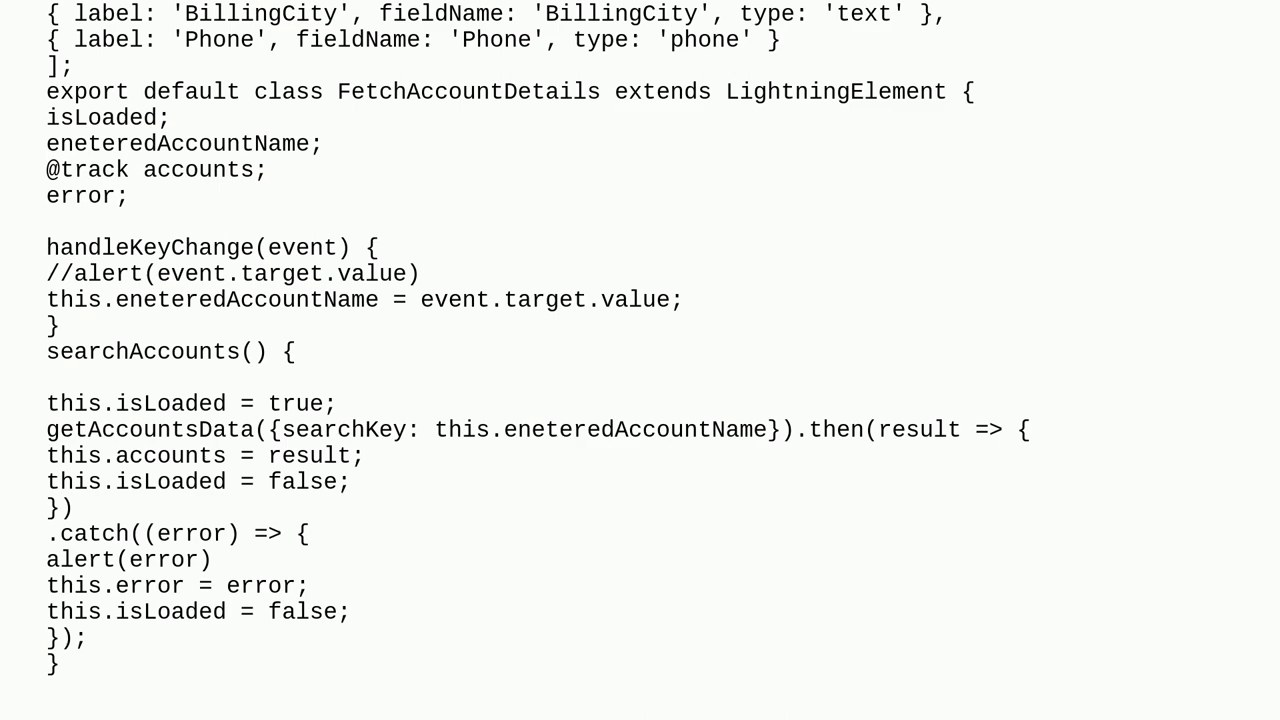 { label: 'BillingCity', fieldName: 'BillingCity', type: 'text' },
{ label: 'Phone', fieldName: 'Phone', type: 'phone' }
];
export default class FetchAccountDetails extends LightningElement {
isLoaded;
eneteredAccountName;
@track accounts;
error;
handleKeyChange(event) {
//alert(event.target.value)
this.eneteredAccountName = event.target.value;
}
searchAccounts() {
this.isLoaded = true;
getAccountsData({searchKey: this.eneteredAccountName}).then(result => {
this.accounts = result;
this.isLoaded = false;
})
.catch((error) => {
alert(error)
this.error = error;
this.isLoaded = false;
});
}